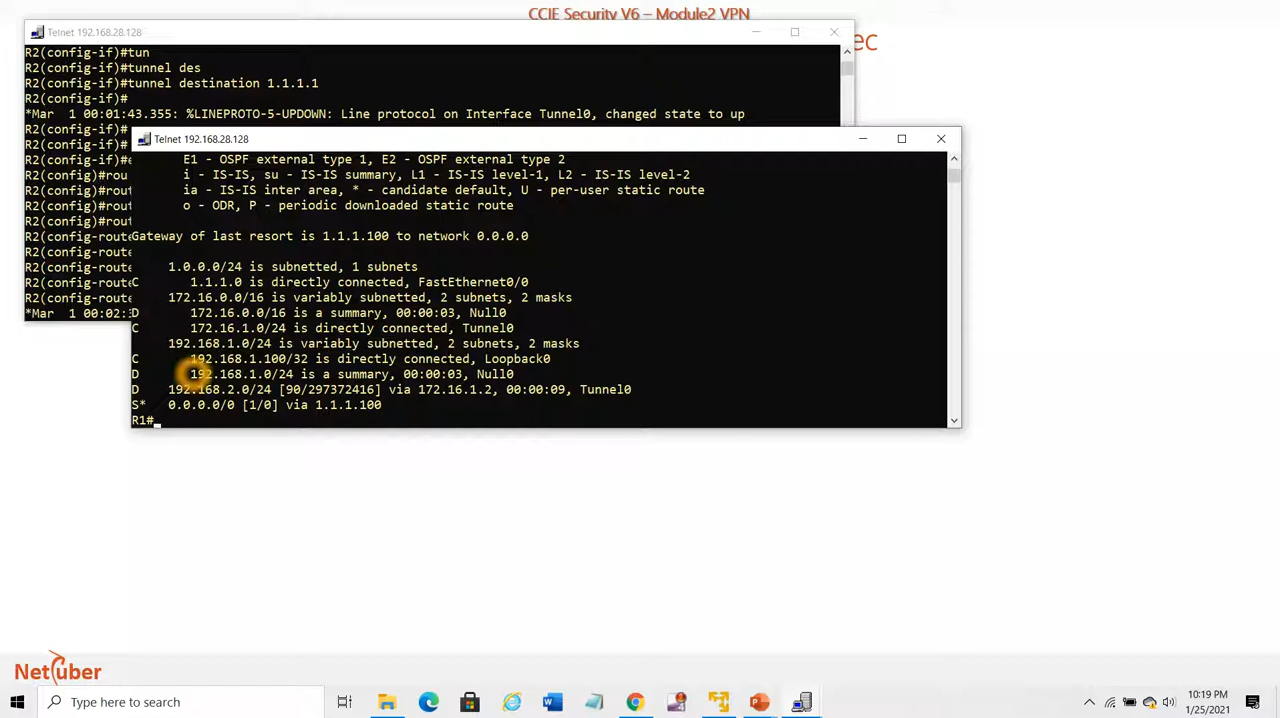 CCIE Security V6 – Module2 VPN
ec
Telnet 192.168.28.128
R2(config-if)#tun
R2(config-if)#tunnel des
R2(config-if)#tunnel destination 1.1.1.1
R2(config-if)#
*Mar  1 00:01:43.355: %LINEPROTO-5-UPDOWN: Line protocol on Interface Tunnel0, changed state to up
R2(config-if)#
R2(config-if)#
R2(config-if)#e
R2(config)#rou
R2(config)#rout
R2(config)#rout
R2(config-route
R2(config-route
R2(config-route
R2(config-route
R2(config-route
*Mar  1 00:02:
Telnet 192.168.28.128
E1 - OSPF external type 1, E2 - OSPF external type 2
i - IS-IS, su - IS-IS summary, L1 - IS-IS level-1, L2 - IS-IS level-2
ia - IS-IS inter area, * - candidate default, U - per-user static route
o - ODR, P - periodic downloaded static route
Gateway of last resort is 1.1.1.100 to network 0.0.0.0
1.0.0.0/24 is subnetted, 1 subnets
C       1.1.1.0 is directly connected, FastEthernet0/0
172.16.0.0/16 is variably subnetted, 2 subnets, 2 masks
D       172.16.0.0/16 is a summary, 00:00:03, Null0
C       172.16.1.0/24 is directly connected, Tunnel0
192.168.1.0/24 is variably subnetted, 2 subnets, 2 masks
C       192.168.1.100/32 is directly connected, Loopback0
D       192.168.1.0/24 is a summary, 00:00:03, Null0
D    192.168.2.0/24 [90/297372416] via 172.16.1.2, 00:00:09, Tunnel0
S*   0.0.0.0/0 [1/0] via 1.1.1.100
R1#
Netuber
Type here to search
10:19 PM
1/25/2021